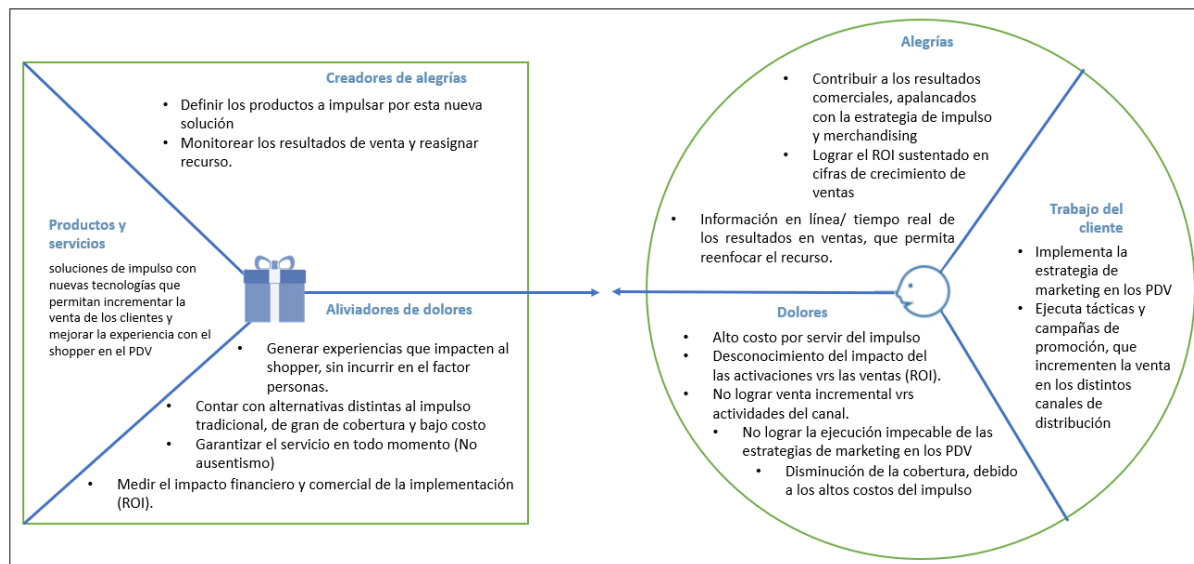 Creadores de alegrías
• Definir los productos a impulsar por esta nueva
solución
• Monitorear los resultados de venta y reasignar
recurso.
Productos y
servicios
soluciones de impulso con
nuevas tecnologías que
permitan incrementar la
venta de los clientes y
mejorar la experiencia con el
shopper en el PDV
Aliviadores de dolores
• Generar experiencias que impacten al
shopper, sin incurrir en el factor
personas.
• Contar con alternativas distintas al impulso
tradicional, de gran de cobertura y bajo costo
• Garantizar el servicio en todo momento (No
ausentismo)
• Medir el impacto financiero y comercial de la implementación
(ROI).
Alegrías
• Contribuir a los resultados
comerciales, apalancados
con la estrategia de impulso
y merchandising
• Lograr el ROI sustentado en
cifras de crecimiento de
ventas
• Información en línea/ tiempo real de
los resultados en ventas, que permita
reenfocar el recurso.
Trabajo del
cliente
• Implementa la
estrategia de
marketing en los PDV
• Ejecuta tácticas y
campañas de
promoción, que
incrementen la venta
en los distintos
canales de
distribución
Dolores
• Alto costo por servir del impulso
• Desconocimiento del impacto del
las activaciones vrs las ventas (ROI).
• No lograr venta incremental vrs
actividades del canal.
• No lograr la ejecución impecable de las
estrategias de marketing en los PDV
• Disminución de la cobertura, debido
a los altos costos del impulso